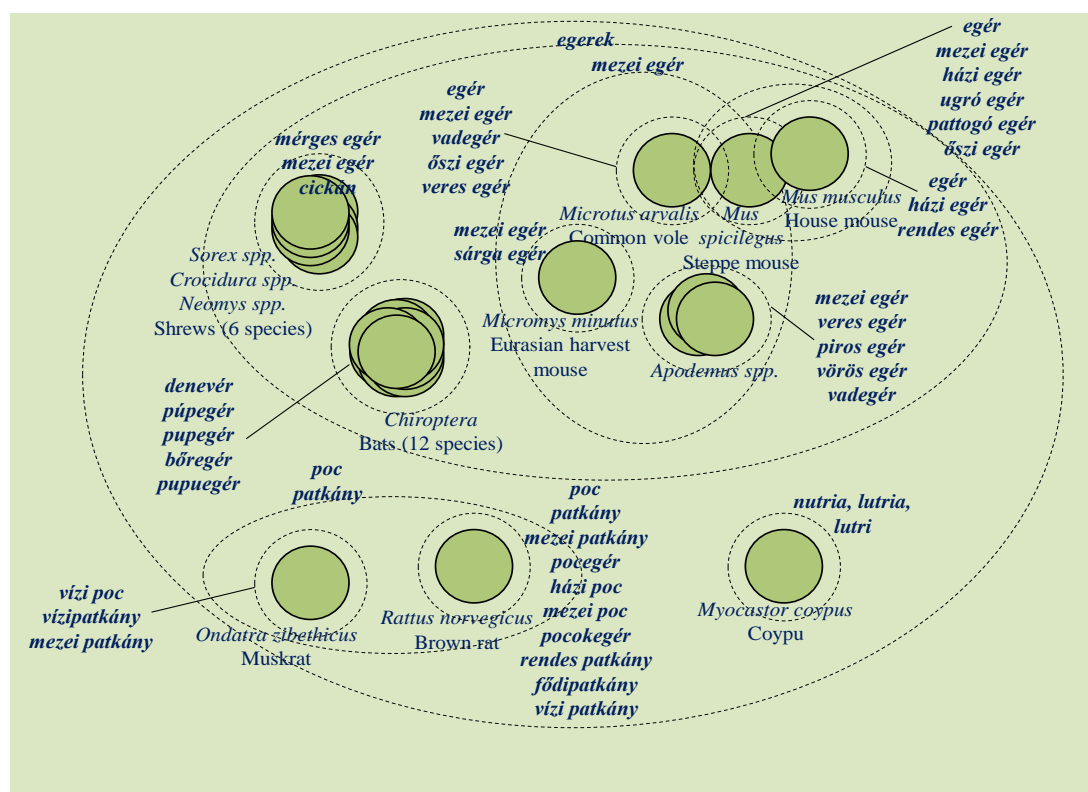 egerek
mezei egér
egér
mezei egér
házi egér
ugró egér
pattogó egér
őszi egér
egér
mezei egér
vadegér
őszi egér
veres egér
mérges egér
mezei egér
cickán
Sorex spp.
Crocidura spp.
Neomys spp.
Shrews (6 species)
Microtus arvalis
Common vole
Mus
spicilegus
Steppe mouse
Mus musculus
House mouse
egér
házi egér
rendes egér
mezei egér
sárga egér
Micromys minutus
Eurasian harvest
mouse
Apodemus spp.
mezei egér
veres egér
piros egér
vörös egér
vadegér
denevér
púpegér
pupegér
bőregér
pupuegér
Chiroptera
Bats (12 species)
poc
patkány
vízi poc
vízipatkány
mezei patkány
Ondatra zibethicus
Muskrat
Rattus norvegicus
Brown rat
poc
patkány
mezei patkány
pocegér
házi poc
mezei poc
pocokegér
rendes patkány
fődipatkány
vízi patkány
nutria, lutria,
lutri
Myocastor coypus
Coypu